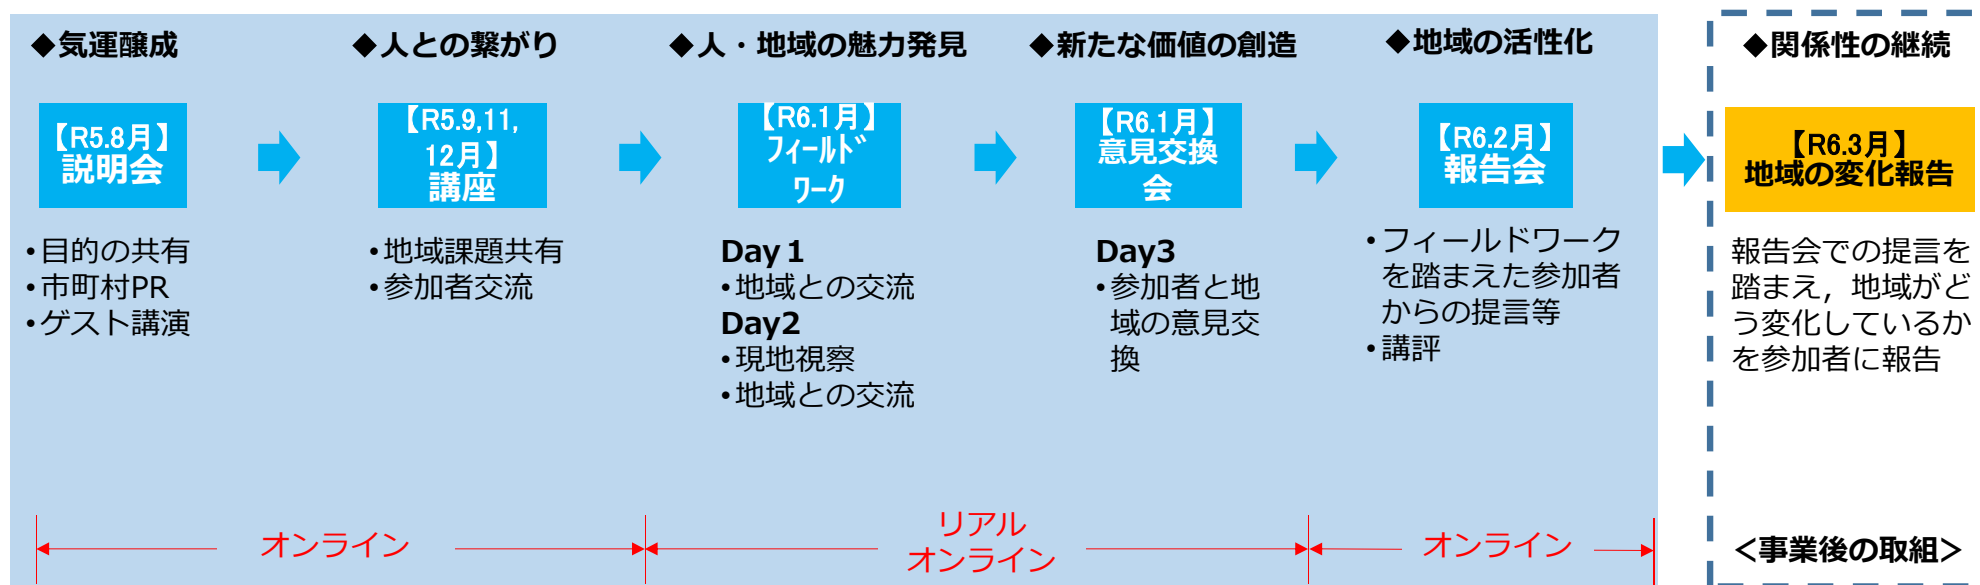 ◆気運醸成
【R5.8月】
説明会
•目的の共有
•市町村PR
•ゲスト講演
◆人との繋がり
【R5.9,11,
12月】
講座
•地域課題共有
•参加者交流
◆人・地域の魅力発見
【R6.1月】
ﾌｨｰﾙﾄﾞ
ﾜｰｸ
Day１
•地域との交流
Day2
•現地視察
•地域との交流
◆新たな価値の創造
【R6.1月】
意見交換
会
Day3
•参加者と地
域の意見交
換
◆地域の活性化
【R6.2月】
報告会
•フィールドワーク
を踏まえた参加者
からの提言等
•講評
◆関係性の継続
【R6.3月】
地域の変化報告
報告会での提言を
踏まえ，地域がど
う変化しているか
を参加者に報告
＜事業後の取組＞
オンライン
リアル
オンライン
オンライン